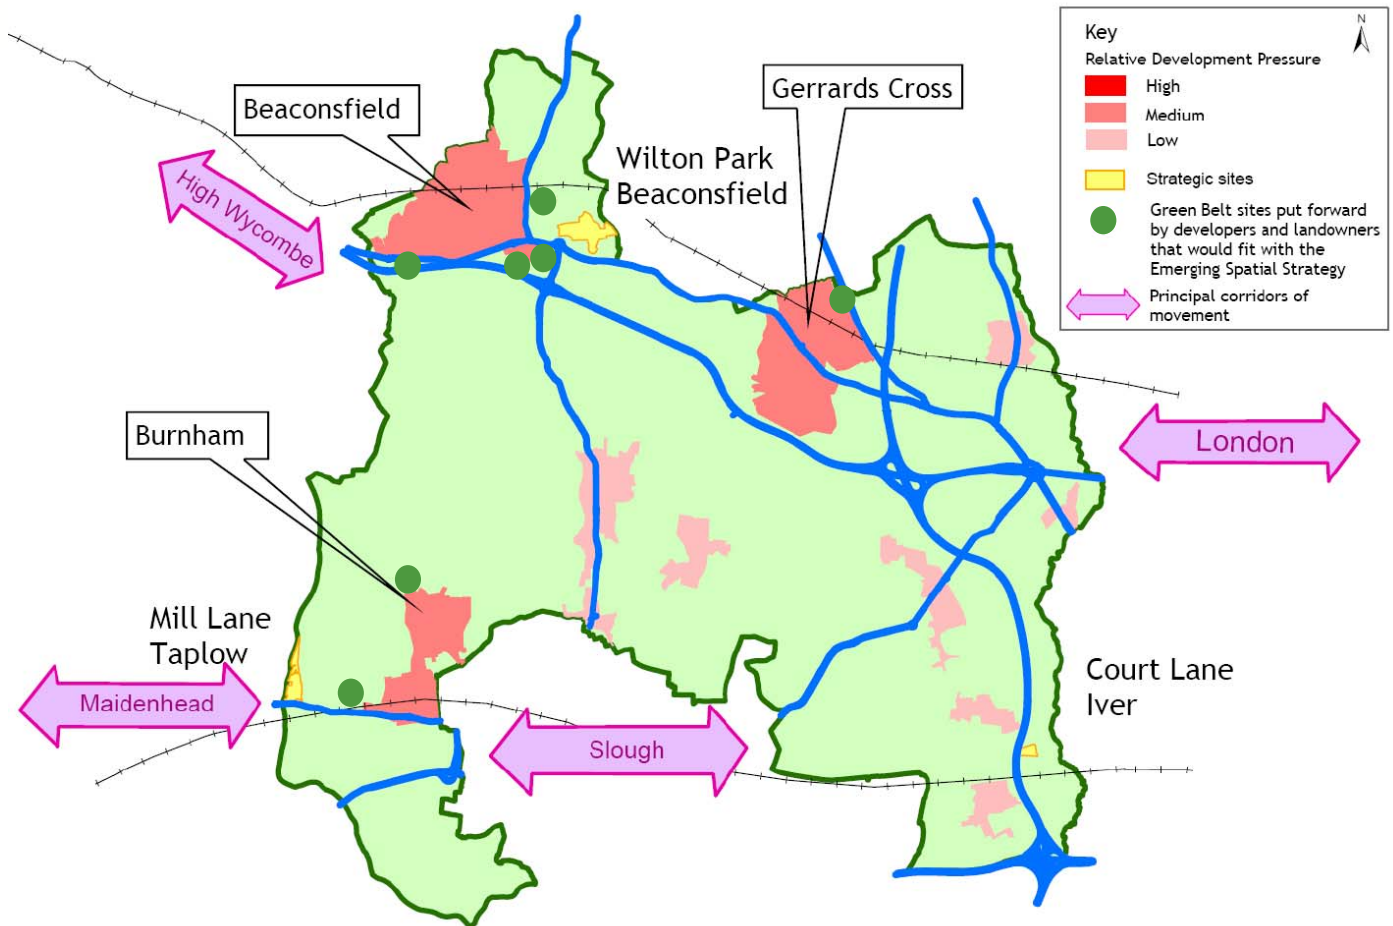 Key
N
Relative Development Pressure
High
Medium
Low
Strategic sites
Green Belt sites put forward
by developers and landowners
that would fit with the
Emerging Spatial Strategy
Principal corridors of
movement
Beaconsfield
Gerrards Cross
Wilton Park
Beaconsfield
High Wycombe
London
Burnham
Mill Lane
Taplow
Maidenhead
Slough
Court Lane
Iver